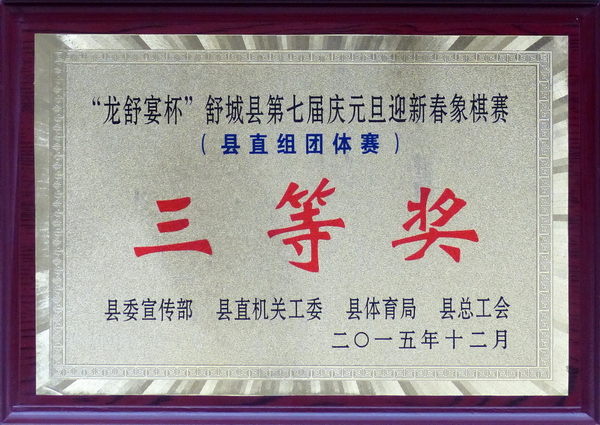 “龙舒宴杯”舒城县第七届庆元旦迎新春象棋赛
（县直组团体赛）
三等奖
县委宣传部 县直机关工委 县体育局 县总工会
二〇一五年十二月